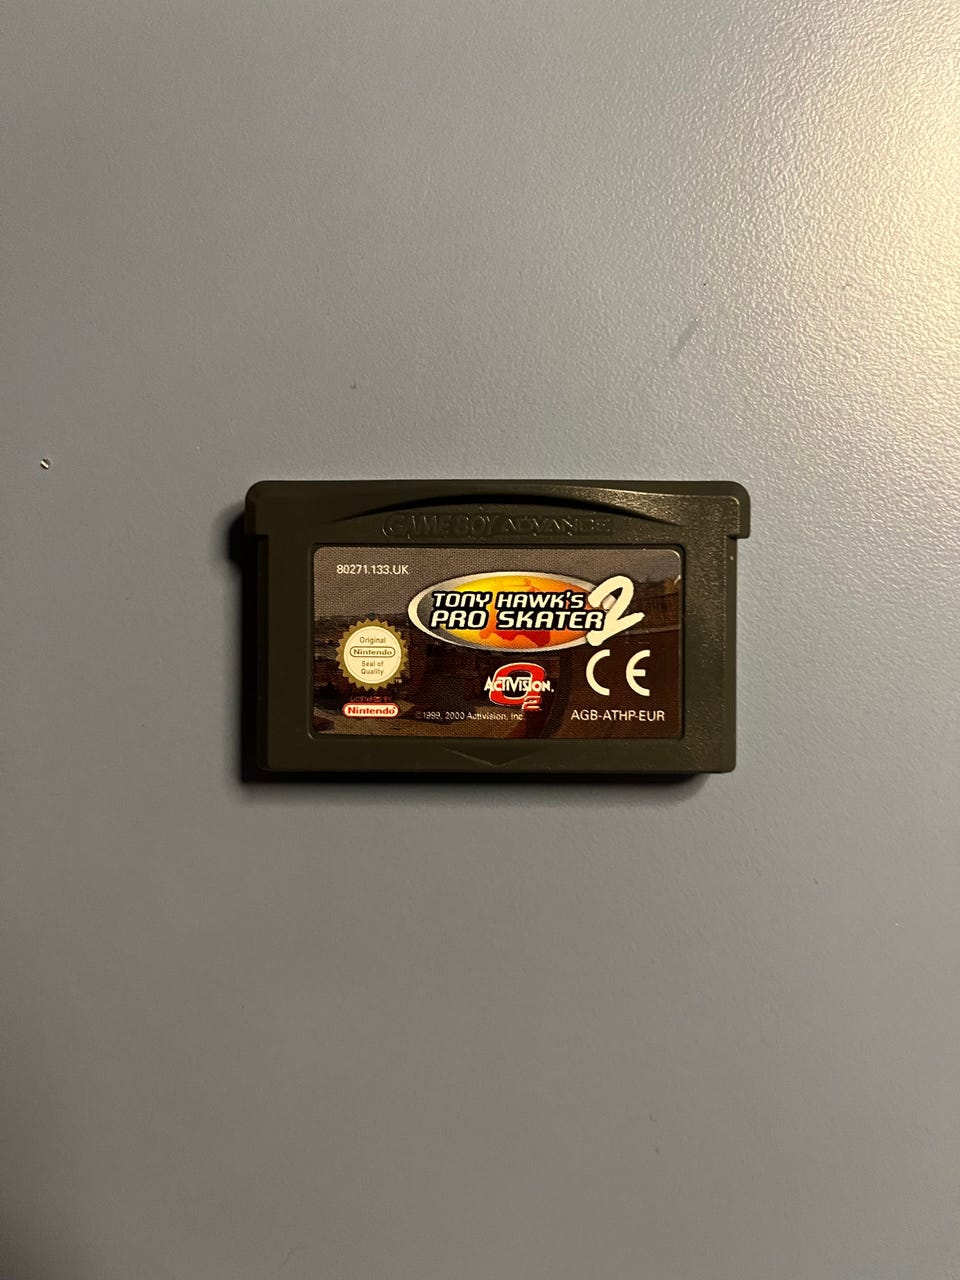 GAME BOY ADVANCE
80271.133.UK
TONY HAWK'S
PRO SKATER 2
Original
Nintendo
Seal of
Quality
TM
LICENSED BY
Nintendo
ACTIVISION.
O2
©1999, 2000 Activision, Inc.
CE
AGB-ATHP-EUR